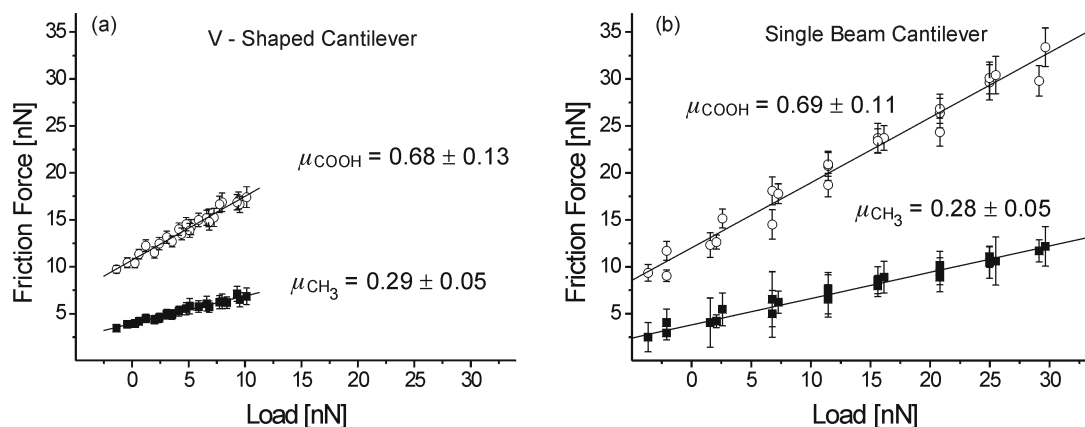 (a)
V - Shaped Cantilever
μCOOH = 0.68 ± 0.13
μCH3 = 0.29 ± 0.05
Friction Force [nN]
35
30
25
20
15
10
5
0
5
10
15
20
25
30
Load [nN]
(b)
Single Beam Cantilever
μCOOH = 0.69 ± 0.11
μCH3 = 0.28 ± 0.05
Friction Force [nN]
35
30
25
20
15
10
5
0
5
10
15
20
25
30
Load [nN]